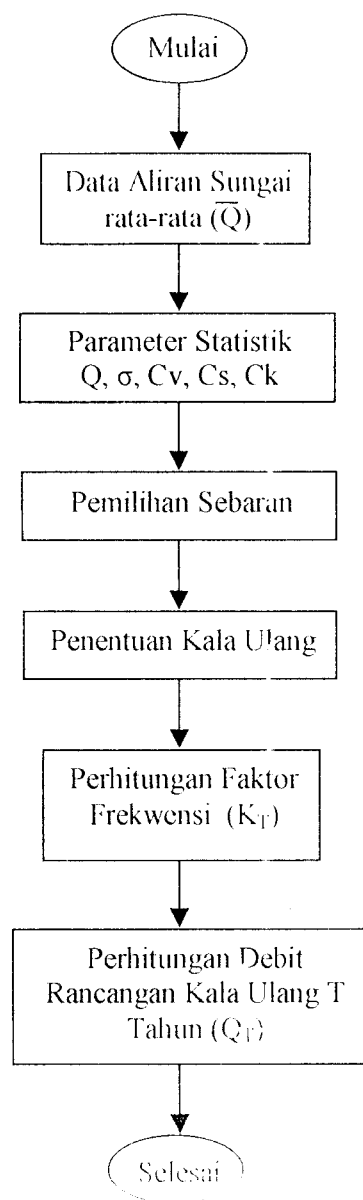 Mulai
Data Aliran Sungai
rata-rata (Q̅)
Parameter Statistik
Q, σ, Cv, Cs, Ck
Pemilihan Sebaran
Penentuan Kala Ulang
Perhitungan Faktor
Frekwensi (K_T)
Perhitungan Debit
Rancangan Kala Ulang T
Tahun (Q_T)
Selesai